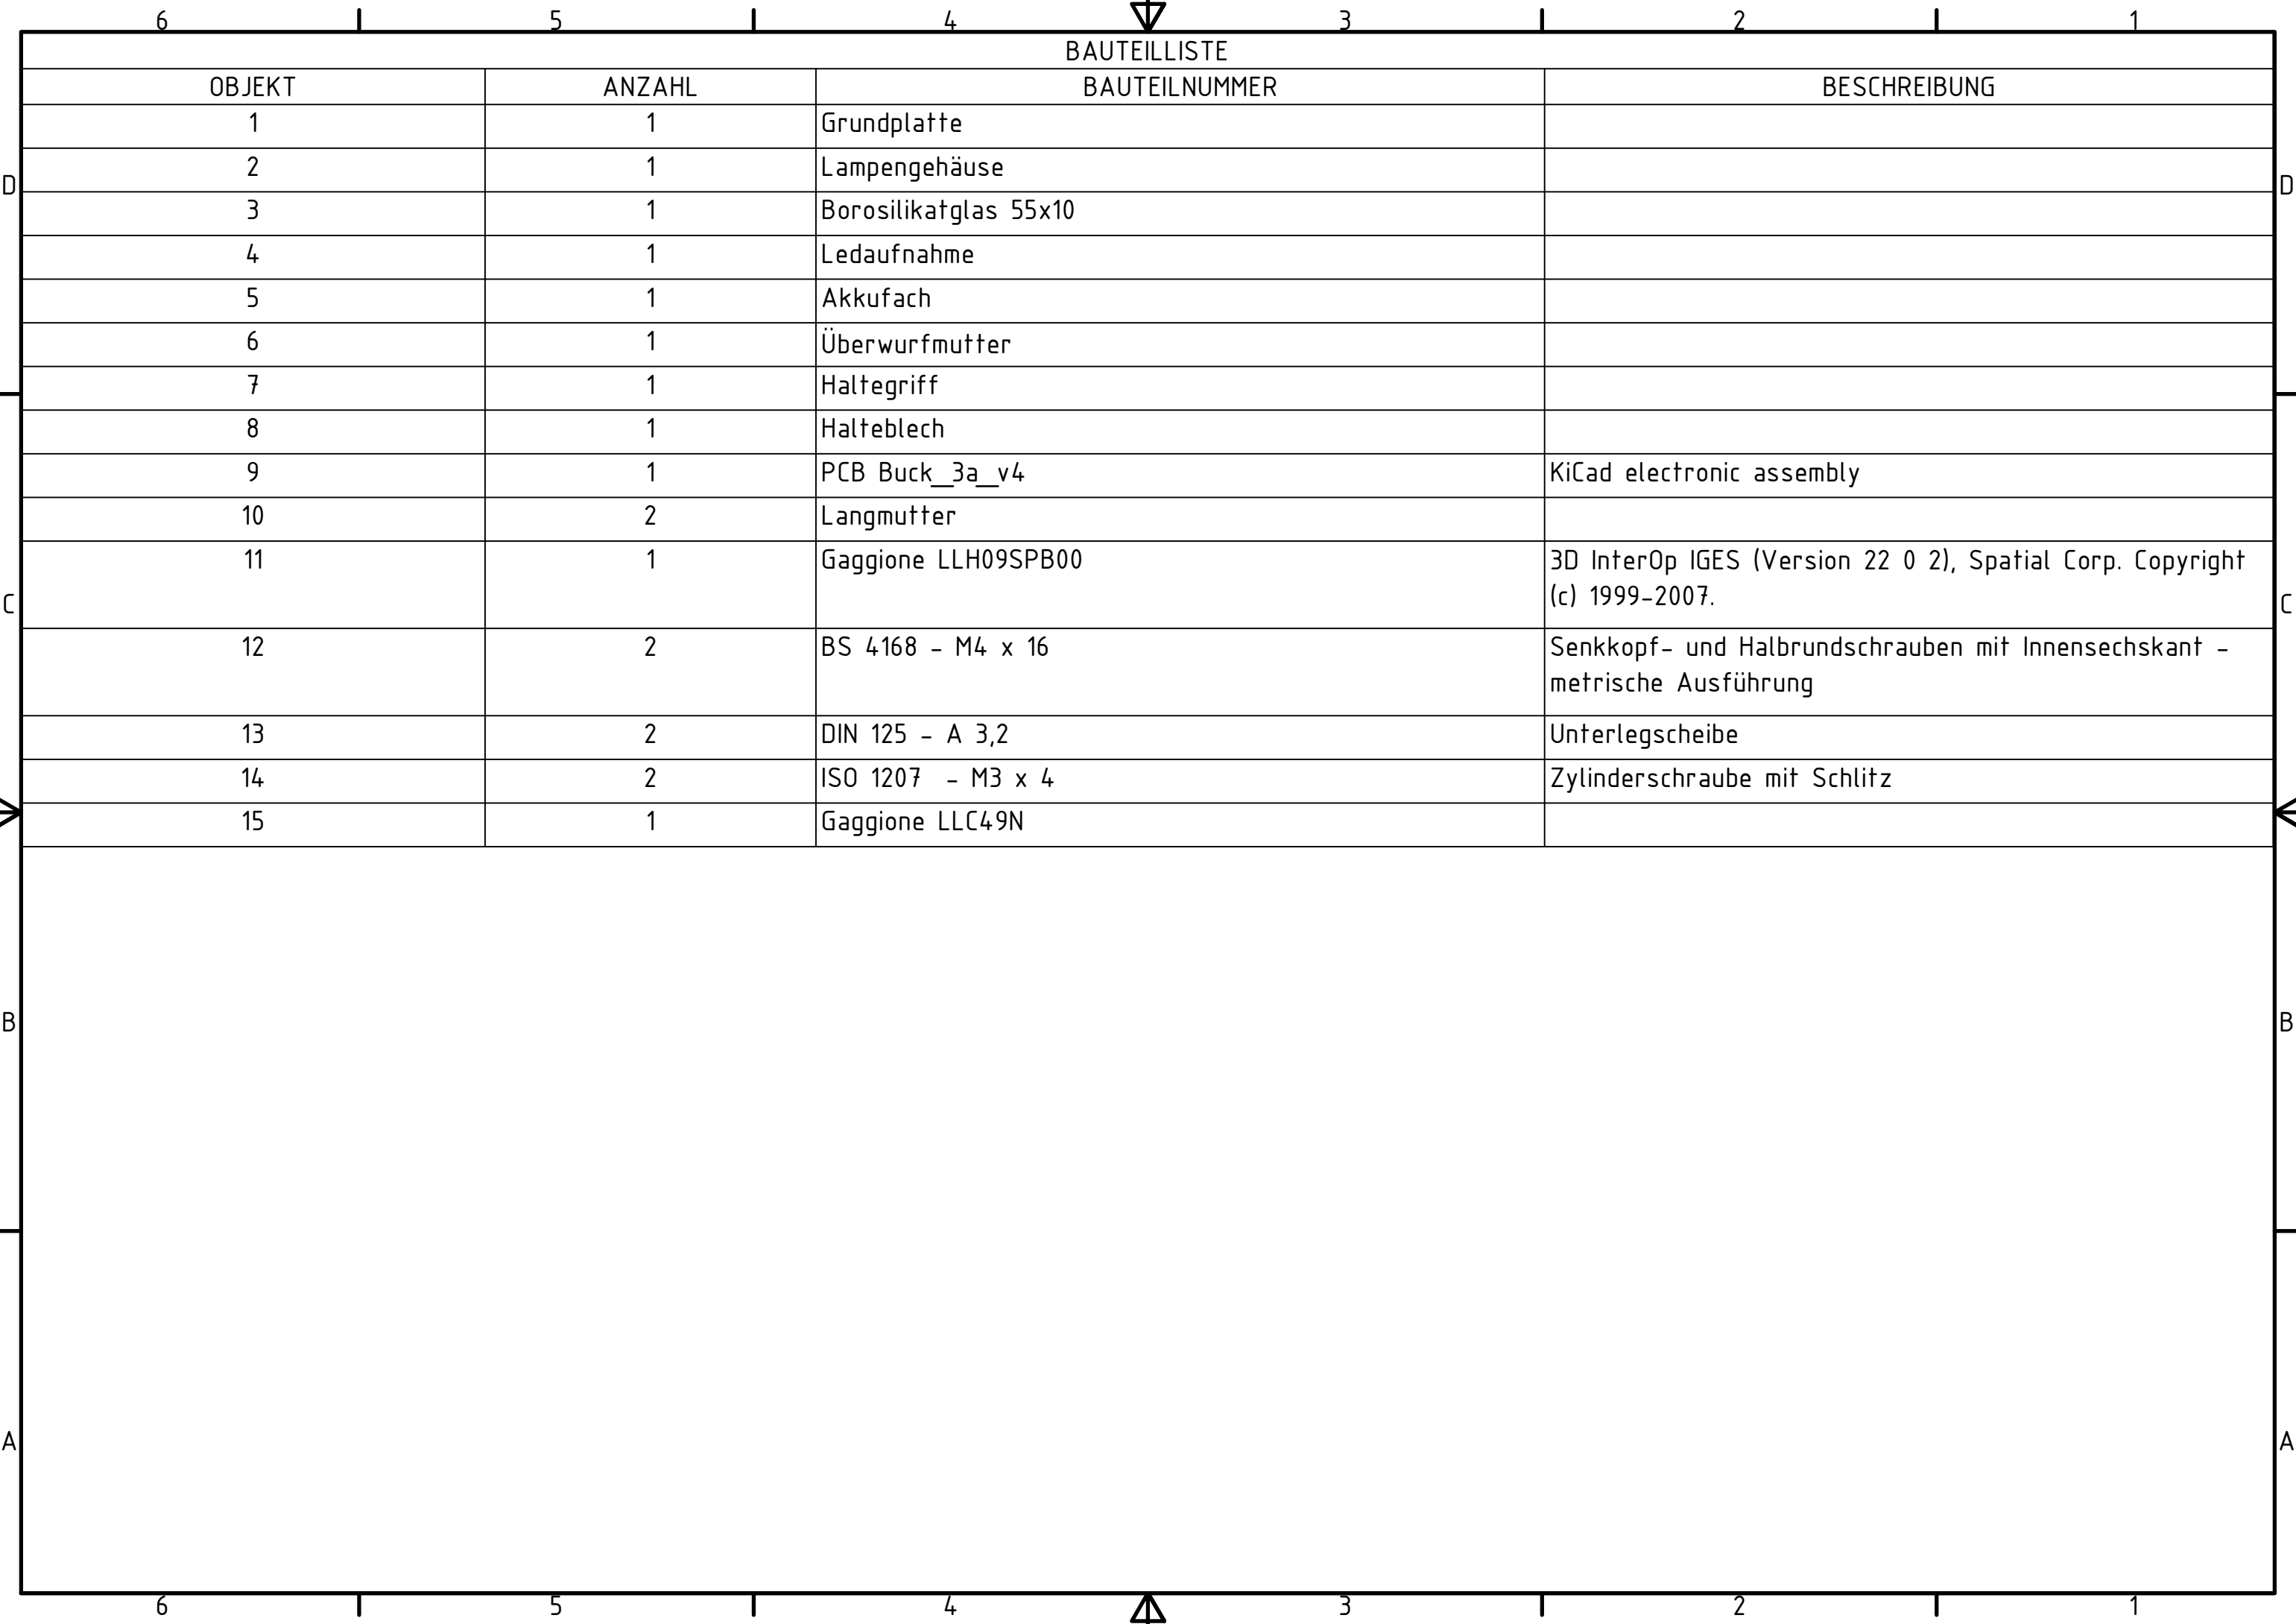 6 5 4 3 2 1
BAUTEILLISTE
OBJEKT ANZAHL BAUTEILNUMMER BESCHREIBUNG
1 1 Grundplatte
2 1 Lampengehäuse
D D
3 1 Borosilikatglas 55x10
4 1 Ledaufnahme
5 1 Akkufach
6 1 Überwurfmutter
7 1 Haltegriff
8 1 Halteblech
9 1 PCB Buck_3a_v4 KiCad electronic assembly
10 2 Langmutter
11 1 Gaggione LLH09SPB00 3D InterOp IGES (Version 22 0 2), Spatial Corp. Copyright
(c) 1999-2007.
C C
12 2 BS 4168 - M4 x 16 Senkkopf- und Halbrundschrauben mit Innensechskant -
metrische Ausführung
13 2 DIN 125 - A 3,2 Unterlegscheibe
14 2 ISO 1207  - M3 x 4 Zylinderschraube mit Schlitz
15 1 Gaggione LLC49N
B B
A A
6 5 4 3 2 1